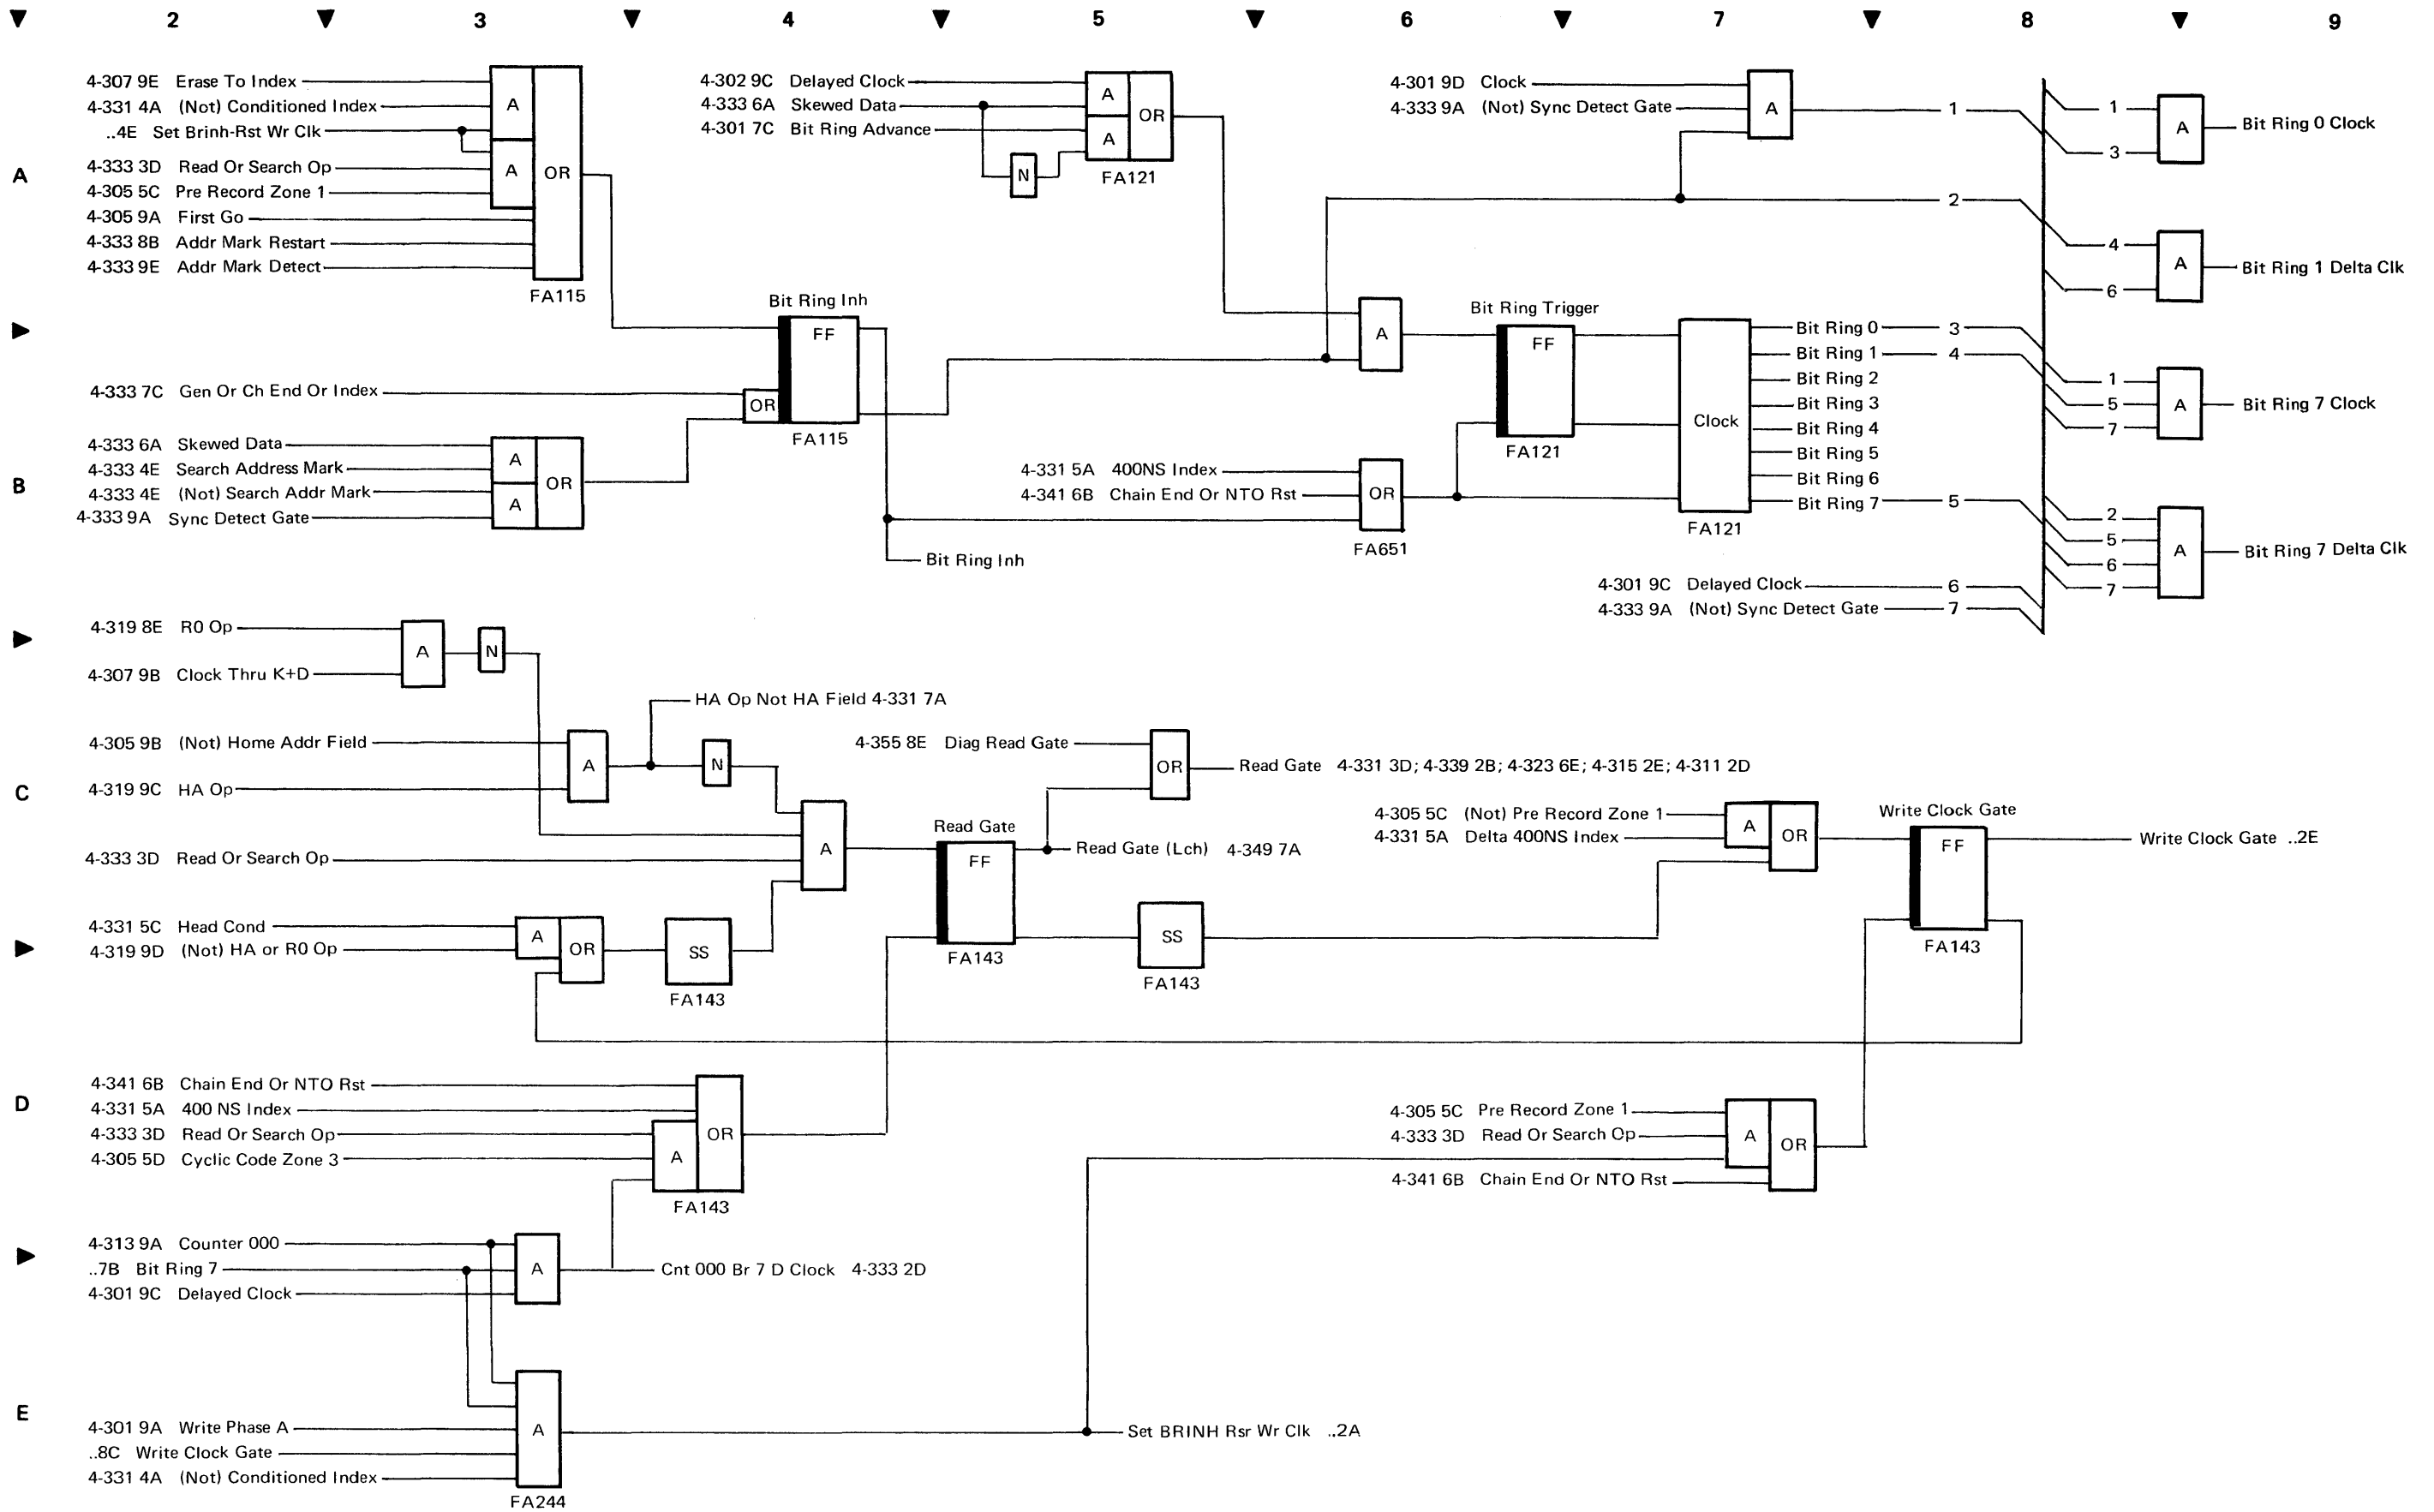 2 3 4 5 6 7 8 9
A
B
C
D
E
4-307 9E Erase To Index
4-331 4A (Not) Conditioned Index
..4E Set Brinh-Rst Wr Clk
4-333 3D Read Or Search Op
4-305 5C Pre Record Zone 1
4-305 9A First Go
4-333 8B Addr Mark Restart
4-333 9E Addr Mark Detect
A
A
OR
FA115
4-302 9C Delayed Clock
4-333 6A Skewed Data
4-301 7C Bit Ring Advance
A
A
OR
N
FA121
4-301 9D Clock
4-333 9A (Not) Sync Detect Gate
A
1
2
1
3
A
Bit Ring 0 Clock
4
6
A
Bit Ring 1 Delta Clk
Bit Ring Inh
FF
FA115
4-333 7C Gen Or Ch End Or Index
OR
4-333 6A Skewed Data
4-333 4E Search Address Mark
4-333 4E (Not) Search Addr Mark
4-333 9A Sync Detect Gate
A
A
OR
Bit Ring Inh
A
Bit Ring Trigger
FF
FA121
4-331 5A 400NS Index
4-341 6B Chain End Or NTO Rst
OR
FA651
Clock
FA121
Bit Ring 0 3
Bit Ring 1 4
Bit Ring 2
Bit Ring 3
Bit Ring 4
Bit Ring 5
Bit Ring 6
Bit Ring 7 5
1
5
7
A
Bit Ring 7 Clock
2
5
6
7
A
Bit Ring 7 Delta Clk
4-301 9C Delayed Clock 6
4-333 9A (Not) Sync Detect Gate 7
4-319 8E R0 Op
4-307 9B Clock Thru K+D
A
N
HA Op Not HA Field 4-331 7A
4-305 9B (Not) Home Addr Field
4-319 9C HA Op
A
N
4-333 3D Read Or Search Op
A
4-331 5C Head Cond
4-319 9D (Not) HA or R0 Op
A
OR
SS
FA143
Read Gate
FF
FA143
4-355 8E Diag Read Gate
OR
Read Gate 4-331 3D; 4-339 2B; 4-323 6E; 4-315 2E; 4-311 2D
Read Gate (Lch) 4-349 7A
SS
FA143
4-305 5C (Not) Pre Record Zone 1
4-331 5A Delta 400NS Index
A
OR
Write Clock Gate
FF
FA143
Write Clock Gate ..2E
4-341 6B Chain End Or NTO Rst
4-331 5A 400 NS Index
4-333 3D Read Or Search Op
4-305 5D Cyclic Code Zone 3
A
OR
FA143
4-305 5C Pre Record Zone 1
4-333 3D Read Or Search Op
4-341 6B Chain End Or NTO Rst
A
OR
4-313 9A Counter 000
..7B Bit Ring 7
4-301 9C Delayed Clock
A
Cnt 000 Br 7 D Clock 4-333 2D
4-301 9A Write Phase A
..8C Write Clock Gate
4-331 4A (Not) Conditioned Index
A
FA244
Set BRINH Rsr Wr Clk ..2A